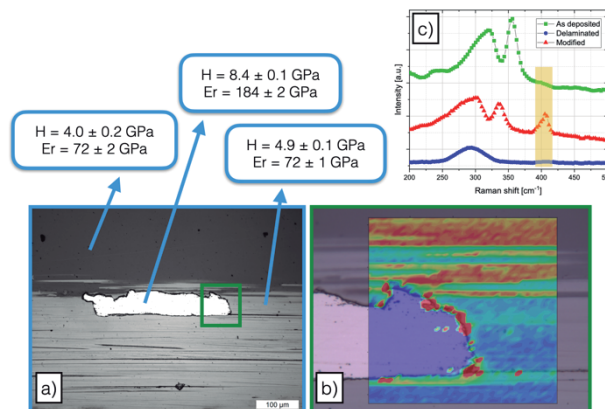 H = 8.4 ± 0.1 GPa
Er = 184 ± 2 GPa
H = 4.0 ± 0.2 GPa
Er = 72 ± 2 GPa
H = 4.9 ± 0.1 GPa
Er = 72 ± 1 GPa
a)
100 µm
b)
c)
As deposited
Delaminated
Modified
Intensity [a.u.]
200 250 300 350 400 450 500
Raman shift [cm⁻¹]